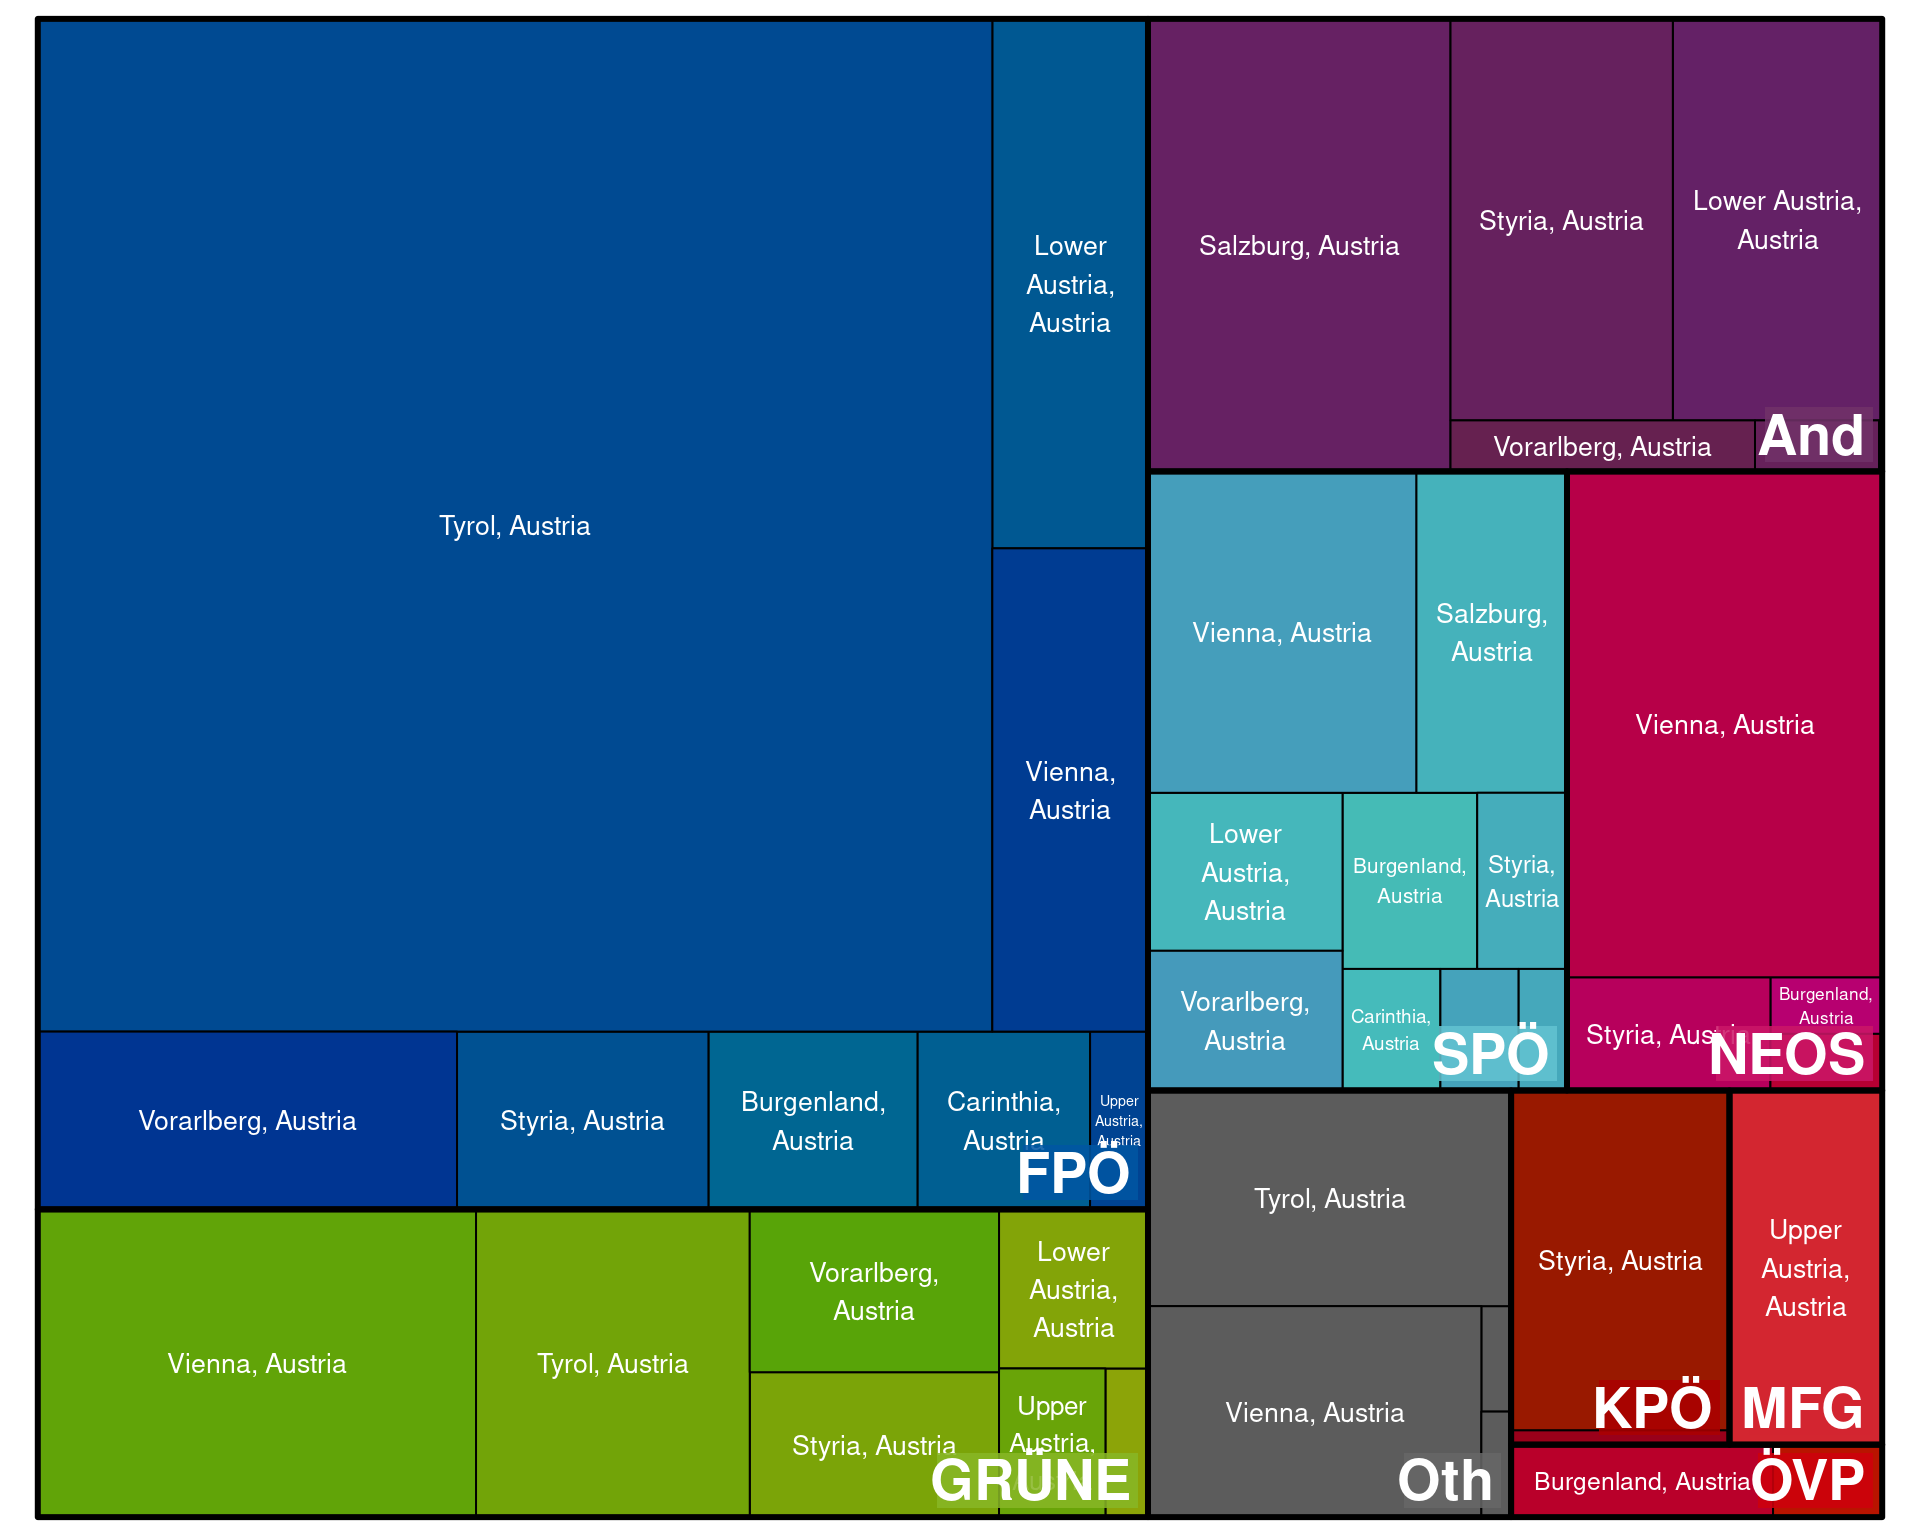 Tyrol, Austria
Lower
Austria,
Austria
Vienna,
Austria
Vorarlberg, Austria
Styria, Austria
Burgenland,
Austria
Carinthia,
Austria
Upper
Austria,
Austria
FPÖ
Vienna, Austria
Tyrol, Austria
Vorarlberg,
Austria
Styria, Austria
Lower
Austria,
Austria
Upper
Austria,
GRÜNE
Salzburg, Austria
Styria, Austria
Lower Austria,
Austria
Vorarlberg, Austria
And
Vienna, Austria
Salzburg,
Austria
Lower
Austria,
Austria
Burgenland,
Austria
Styria,
Austria
Vorarlberg,
Austria
Carinthia,
Austria
SPÖ
Vienna, Austria
Styria, Austria
Burgenland,
Austria
NEOS
Tyrol, Austria
Vienna, Austria
Oth
Styria, Austria
KPÖ
Upper
Austria,
Austria
MFG
Burgenland, Austria
ÖVP